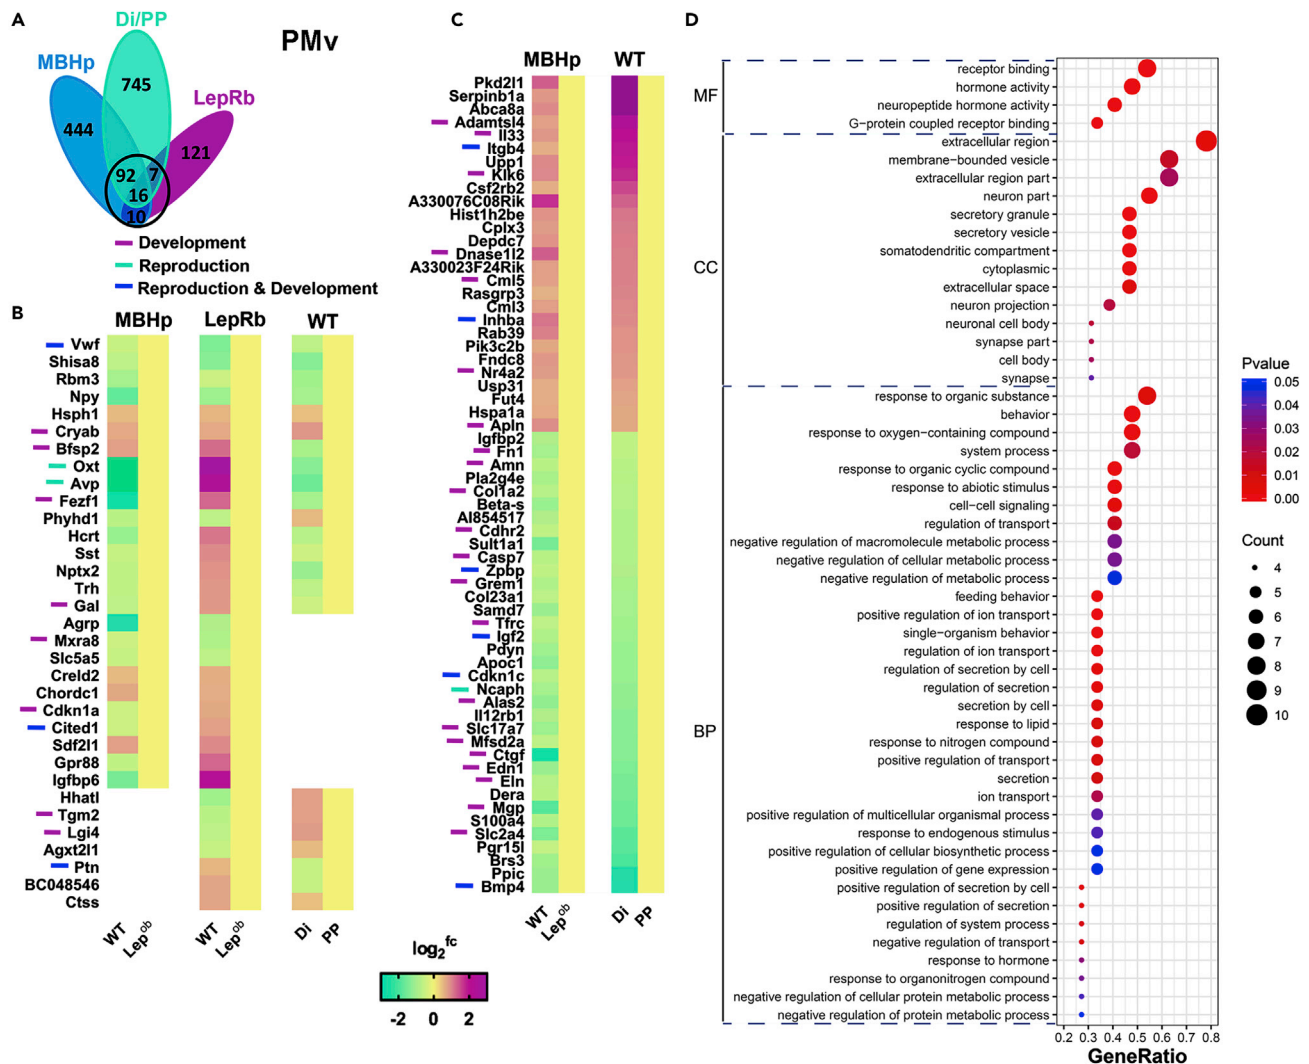 A
Di/PP
PMv
MBHp
745
LepRb
444
121
92
7
16
10
Development
Reproduction
Reproduction & Development
B
MBHp LepRb WT
Vwf
Shisa8
Rbm3
Npy
Hsph1
Cryab
Bfsp2
Oxt
Avp
Fezf1
Phyhd1
Hcrt
Sst
Nptx2
Trh
Gal
Agrp
Mxra8
Slc5a5
Creld2
Chordc1
Cdkn1a
Cited1
Sdf2l1
Gpr88
Igfbp6
Hhatl
Tgm2
Lgi4
Agxt2l1
Ptn
BC048546
Ctss
WT Lepob WT Lepob Di PP
log2fc
-2 0 2
C
MBHp WT
Pkd2l1
Serpinb1a
Abca8a
Adamtsl4
Il33
Itgb4
Upp1
Klk6
Csf2rb2
A330076C08Rik
Hist1h2be
Cplx3
Depdc7
Dnase1l2
A330023F24Rik
Cml5
Rasgrp3
Cml3
Inhba
Rab39
Pik3c2b
Fndc8
Nr4a2
Usp31
Fut4
Hspa1a
Apln
Igfbp2
Fn1
Amn
Pla2g4e
Col1a2
Beta-s
AI854517
Cdhr2
Sult1a1
Casp7
Zpbp
Grem1
Col23a1
Samd7
Tfrc
Igf2
Pdyn
Apoc1
Cdkn1c
Ncaph
Alas2
Il12rb1
Slc17a7
Mfsd2a
Ctgf
Edn1
Eln
Dera
Mgp
S100a4
Slc2a4
Pgr15l
Brs3
Ppic
Bmp4
WT Lepob Di PP
D
MF
receptor binding
hormone activity
neuropeptide hormone activity
G-protein coupled receptor binding
CC
extracellular region
membrane-bounded vesicle
extracellular region part
neuron part
secretory granule
secretory vesicle
somatodendritic compartment
cytoplasmic
extracellular space
neuron projection
neuronal cell body
synapse part
cell body
synapse
BP
response to organic substance
behavior
response to oxygen-containing compound
system process
response to organic cyclic compound
response to abiotic stimulus
cell-cell signaling
regulation of transport
negative regulation of macromolecule metabolic process
negative regulation of cellular metabolic process
negative regulation of metabolic process
feeding behavior
positive regulation of ion transport
single-organism behavior
regulation of ion transport
regulation of secretion by cell
regulation of secretion
secretion by cell
response to lipid
response to nitrogen compound
positive regulation of transport
secretion
ion transport
positive regulation of multicellular organismal process
response to endogenous stimulus
positive regulation of cellular biosynthetic process
positive regulation of gene expression
positive regulation of secretion by cell
positive regulation of secretion
regulation of system process
negative regulation of transport
response to hormone
response to organonitrogen compound
negative regulation of cellular protein metabolic process
negative regulation of protein metabolic process
0.2 0.3 0.4 0.5 0.6 0.7 0.8
GeneRatio
Pvalue
0.05
0.04
0.03
0.02
0.01
0.00
Count
4
5
6
7
8
9
10